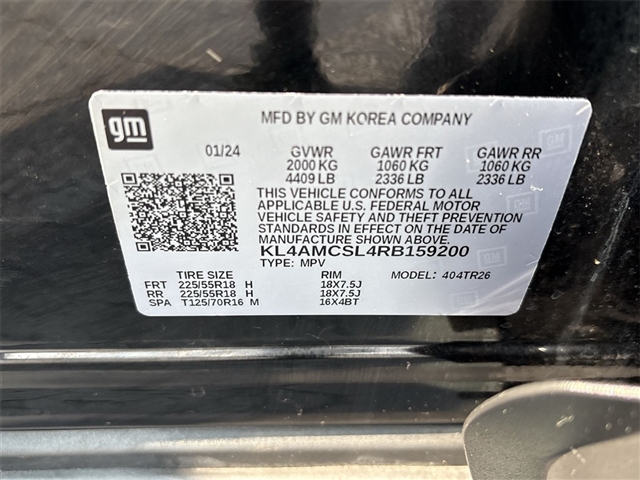 gm
MFD BY GM KOREA COMPANY
01/24 GVWR GAWR FRT GAWR RR
2000 KG 1060 KG 1060 KG
4409 LB 2336 LB 2336 LB
THIS VEHICLE CONFORMS TO ALL
APPLICABLE U.S. FEDERAL MOTOR
VEHICLE SAFETY AND THEFT PREVENTION
STANDARDS IN EFFECT ON THE DATE OF
MANUFACTURE SHOWN ABOVE.
KL4AMCSL4RB159200
TYPE: MPV
TIRE SIZE RIM MODEL: 404TR26
FRT 225/55R18 H 18X7.5J
RR 225/55R18 H 18X7.5J
SPA T125/70R16 M 16X4BT